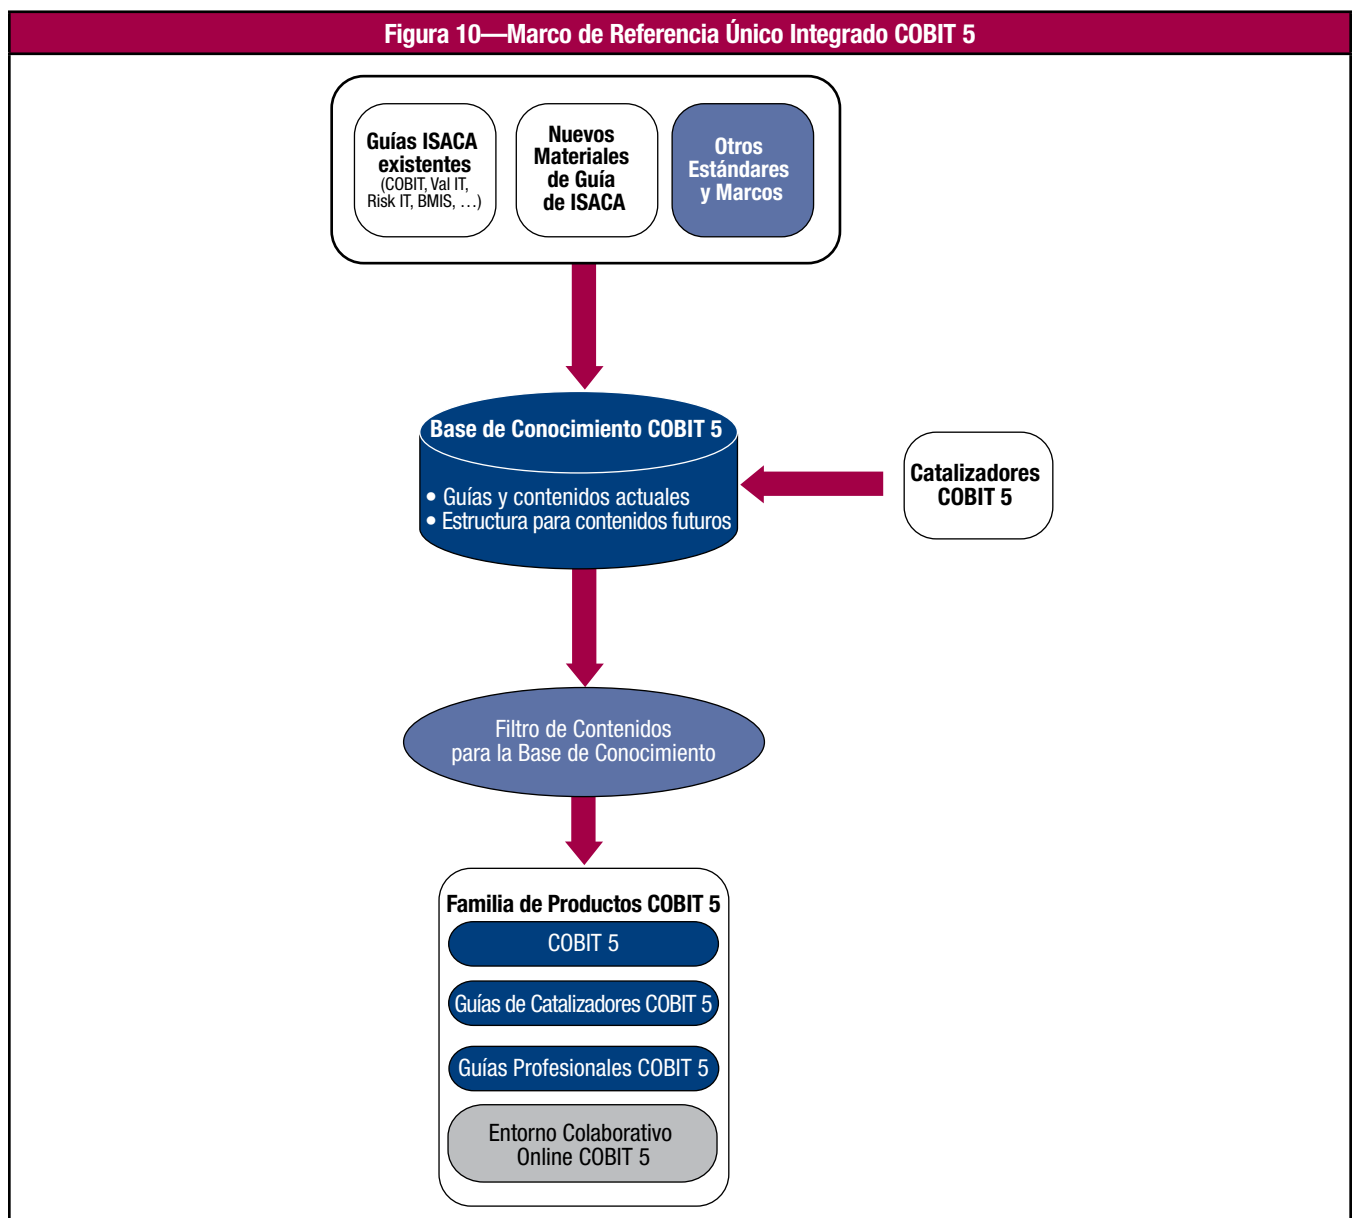 Figura 10—Marco de Referencia Único Integrado COBIT 5
Guías ISACA
existentes
(COBIT, Val IT,
Risk IT, BMIS, …)
Nuevos
Materiales
de Guía
de ISACA
Otros
Estándares
y Marcos
Base de Conocimiento COBIT 5
• Guías y contenidos actuales
• Estructura para contenidos futuros
Catalizadores
COBIT 5
Filtro de Contenidos
para la Base de Conocimiento
Familia de Productos COBIT 5
COBIT 5
Guías de Catalizadores COBIT 5
Guías Profesionales COBIT 5
Entorno Colaborativo
Online COBIT 5